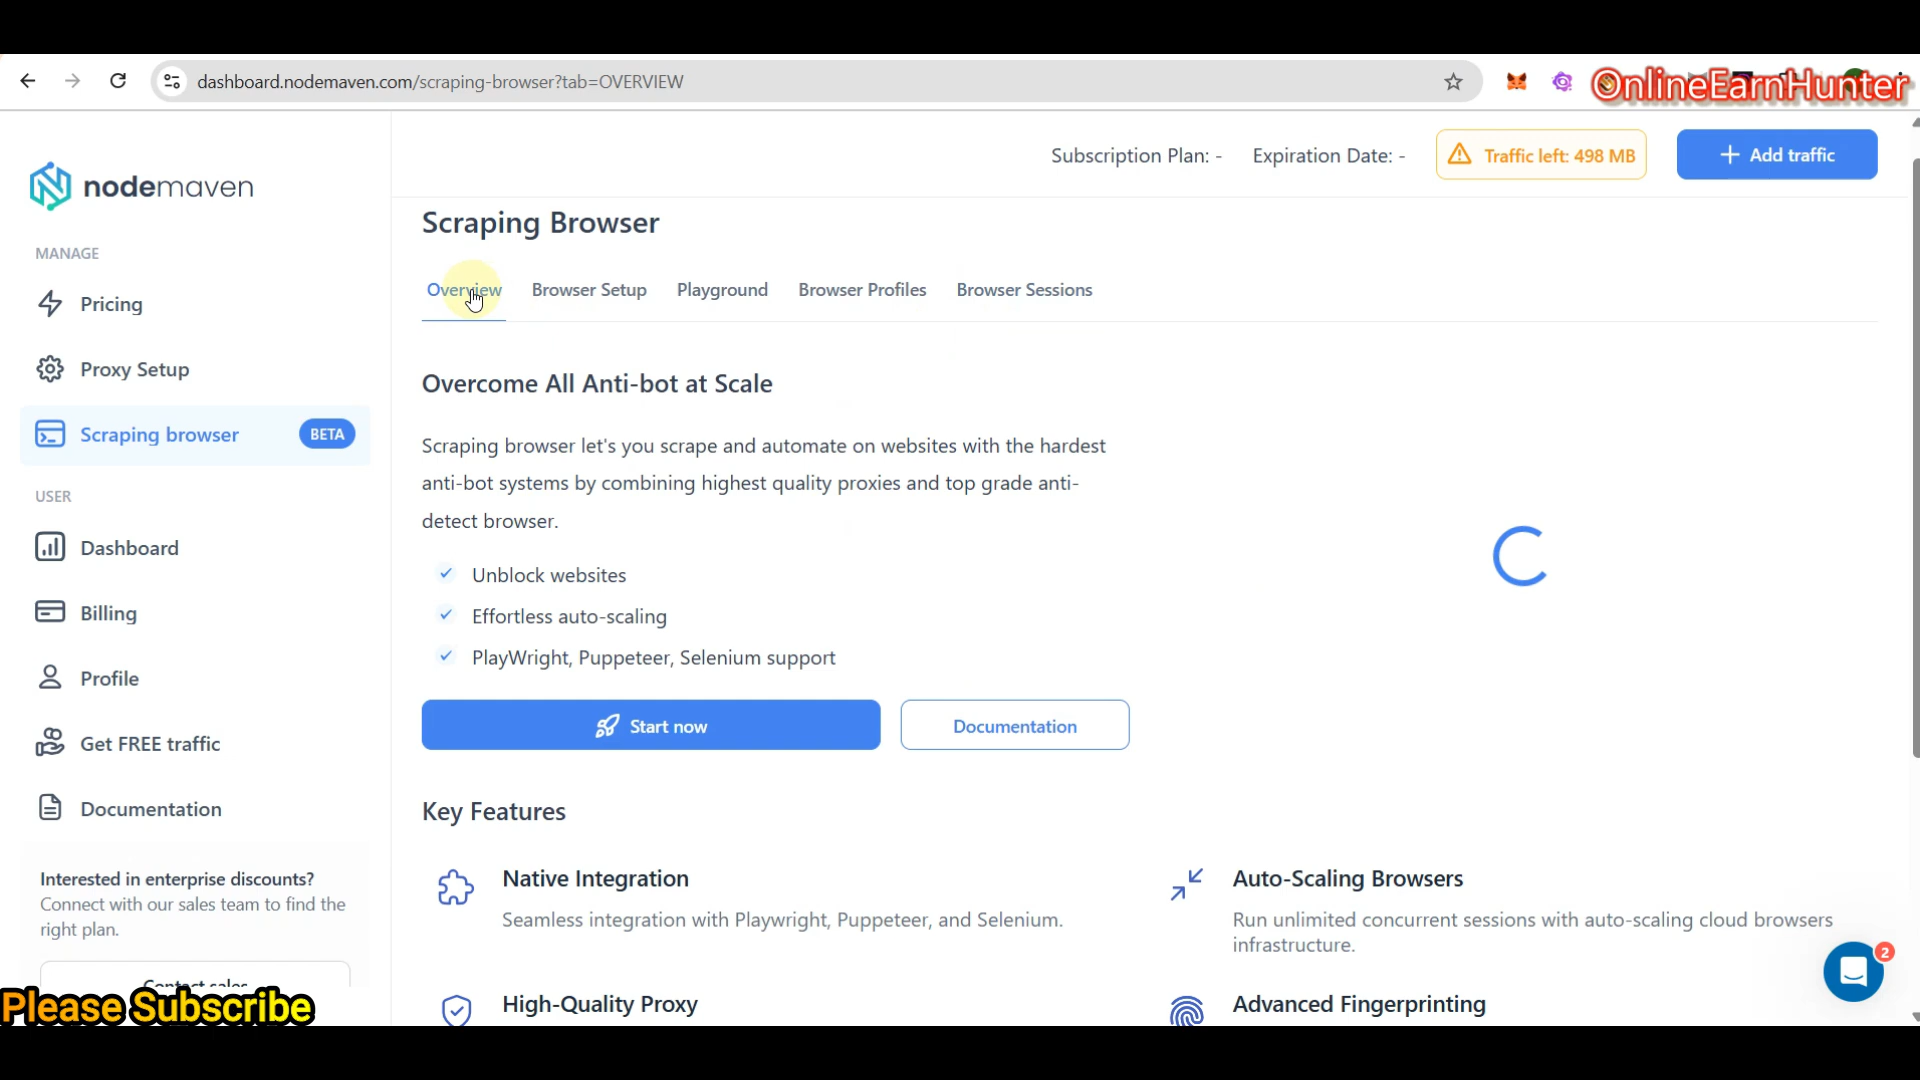 dashboard.nodemaven.com/scraping-browser?tab=OVERVIEW
OnlineEarnHunter
nodemaven
Subscription Plan: -
Expiration Date: -
Traffic left: 498 MB
Add traffic
MANAGE
Pricing
Proxy Setup
Scraping browser
BETA
USER
Dashboard
Billing
Profile
Get FREE traffic
Documentation
Interested in enterprise discounts?
Connect with our sales team to find the
right plan.
Contact sales
Please Subscribe
Scraping Browser
Overview
Browser Setup
Playground
Browser Profiles
Browser Sessions
Overcome All Anti-bot at Scale
Scraping browser let's you scrape and automate on websites with the hardest
anti-bot systems by combining highest quality proxies and top grade anti-
detect browser.
Unblock websites
Effortless auto-scaling
PlayWright, Puppeteer, Selenium support
Start now
Documentation
Key Features
Native Integration
Seamless integration with Playwright, Puppeteer, and Selenium.
Auto-Scaling Browsers
Run unlimited concurrent sessions with auto-scaling cloud browsers
infrastructure.
High-Quality Proxy
Advanced Fingerprinting
2